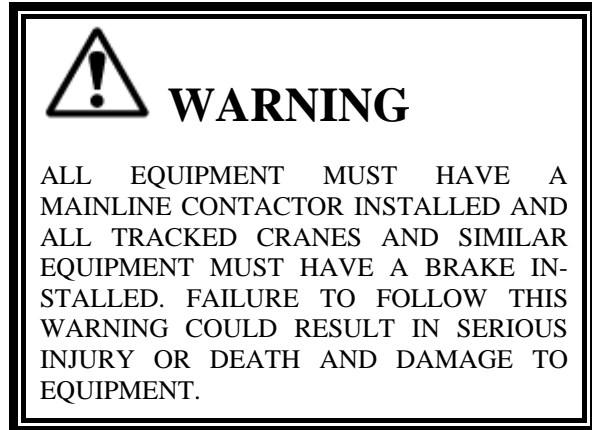 WARNING
ALL EQUIPMENT MUST HAVE A
MAINLINE CONTACTOR INSTALLED AND
ALL TRACKED CRANES AND SIMILAR
EQUIPMENT MUST HAVE A BRAKE IN-
STALLED. FAILURE TO FOLLOW THIS
WARNING COULD RESULT IN SERIOUS
INJURY OR DEATH AND DAMAGE TO
EQUIPMENT.